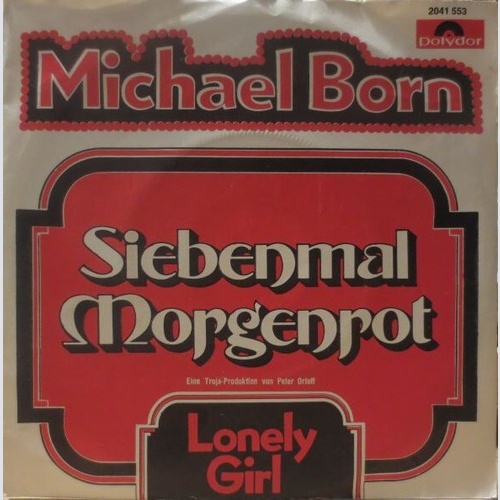 2041 553
Polydor
Michael Born
Siebenmal
Morgenrot
Eine Troja-Produktion von Peter Orloff
Lonely
Girl